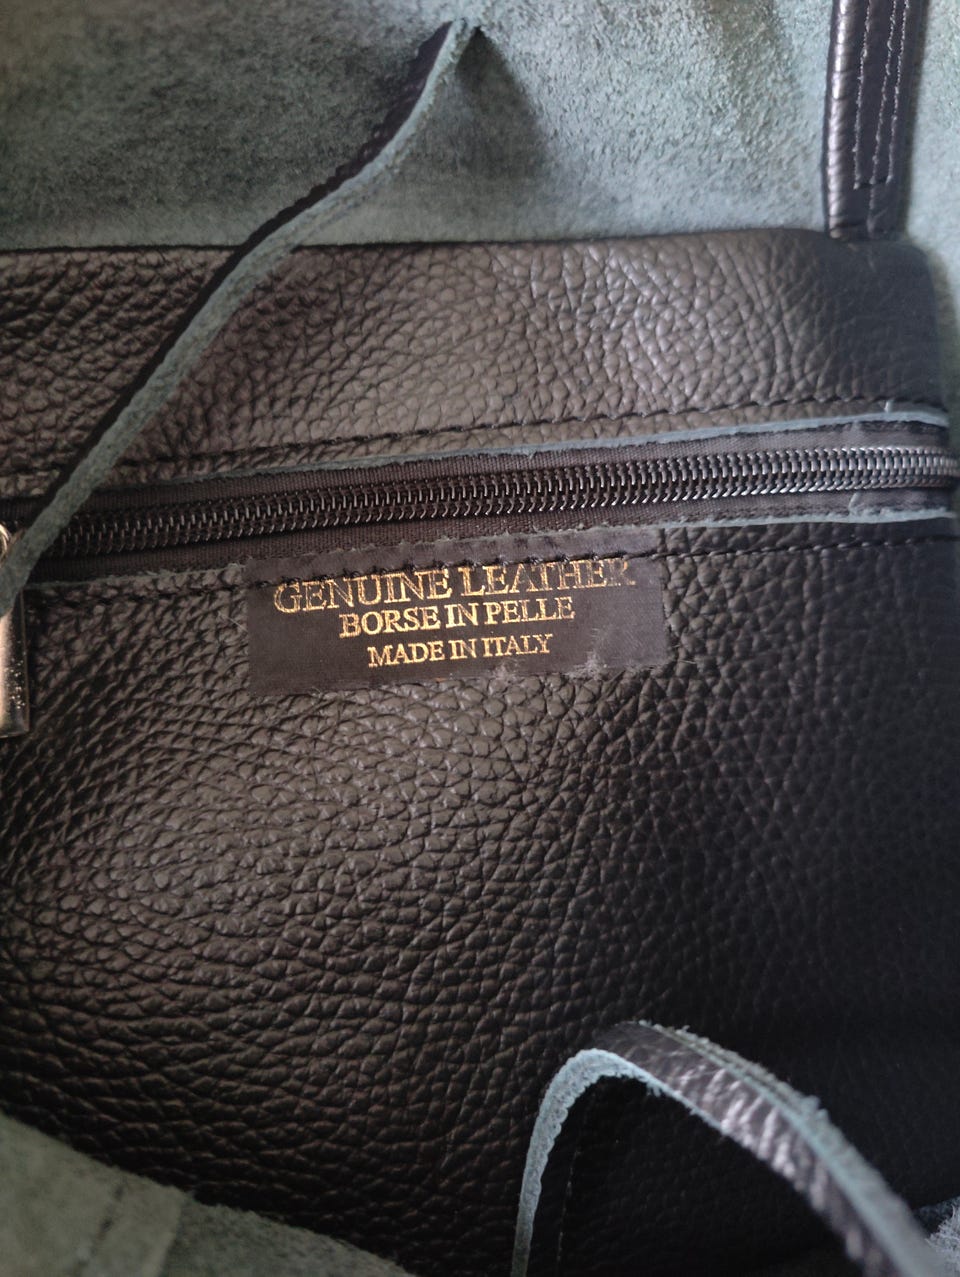 GENUINE LEATHER
BORSE IN PELLE
MADE IN ITALY